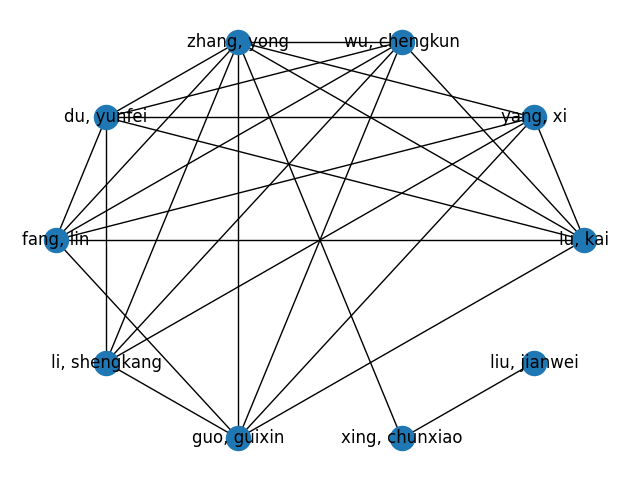 zhang, yong
wu, chengkun
du, yunfei
yang, xi
fang, lin
lu, kai
li, shengkang
liu, jianwei
guo, guixin
xing, chunxiao